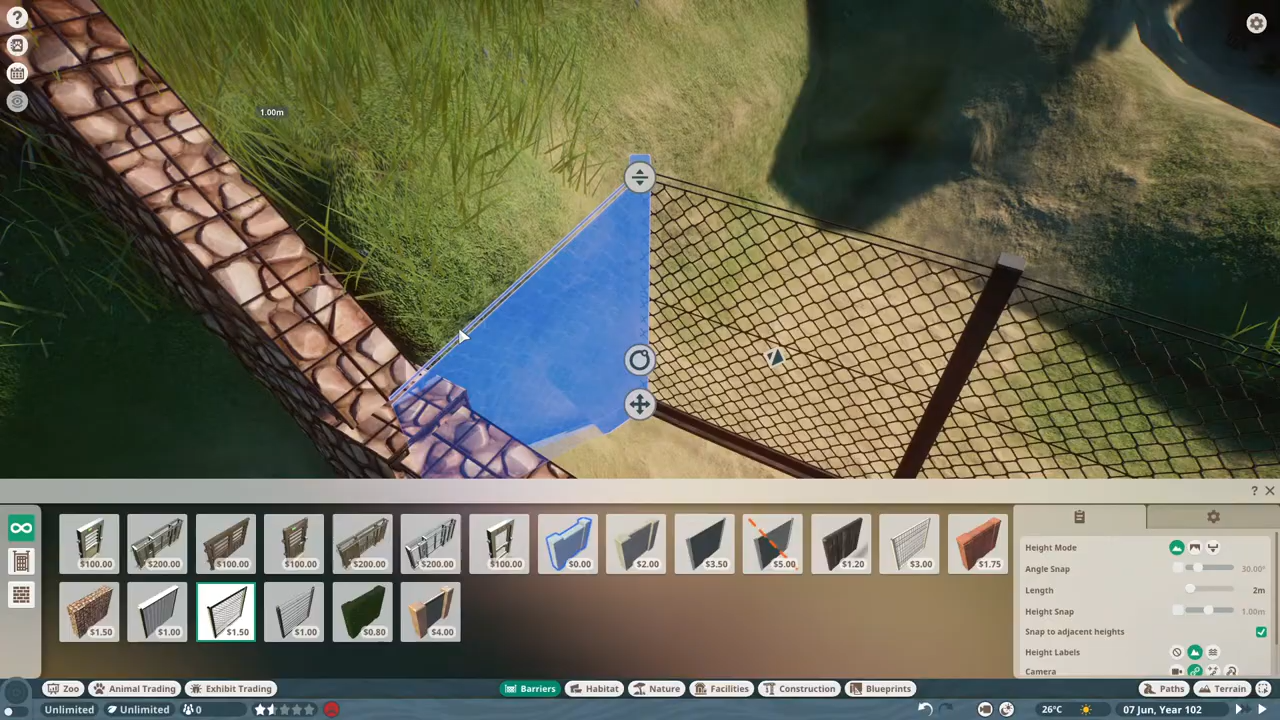 ?
1.00m
? ✕
$100.00 $200.00 $100.00 $100.00 $200.00 $200.00 $100.00 $0.00 $2.00 $3.50 $5.00 $1.20 $3.00 $1.75
$1.50 $1.00 $1.50 $1.00 $0.80 $4.00
Height Mode
Angle Snap 30.00°
Length 2m
Height Snap 1.00m
Snap to adjacent heights
Height Labels
Camera
Zoo Animal Trading Exhibit Trading Barriers Habitat Nature Facilities Construction Blueprints Paths Terrain
Unlimited Unlimited 0 26°C 07 Jun, Year 102